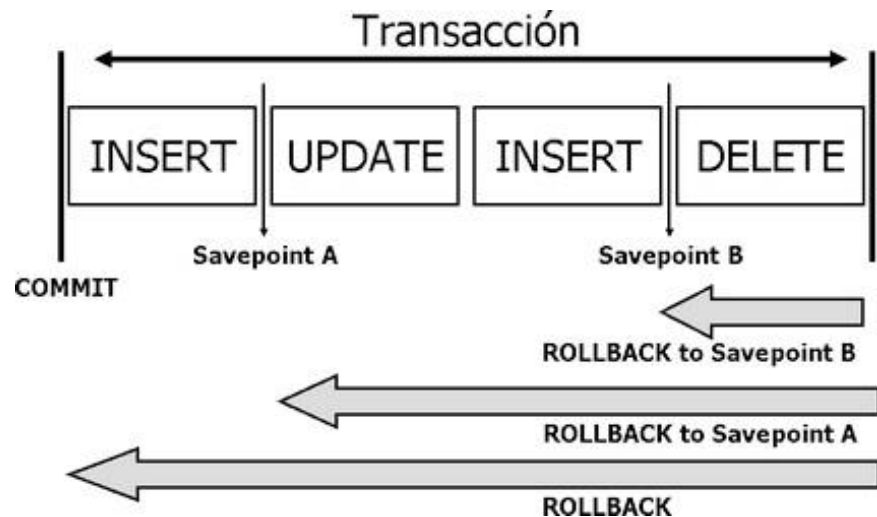 Transacción
INSERT UPDATE INSERT DELETE
Savepoint A Savepoint B
COMMIT
ROLLBACK to Savepoint B
ROLLBACK to Savepoint A
ROLLBACK